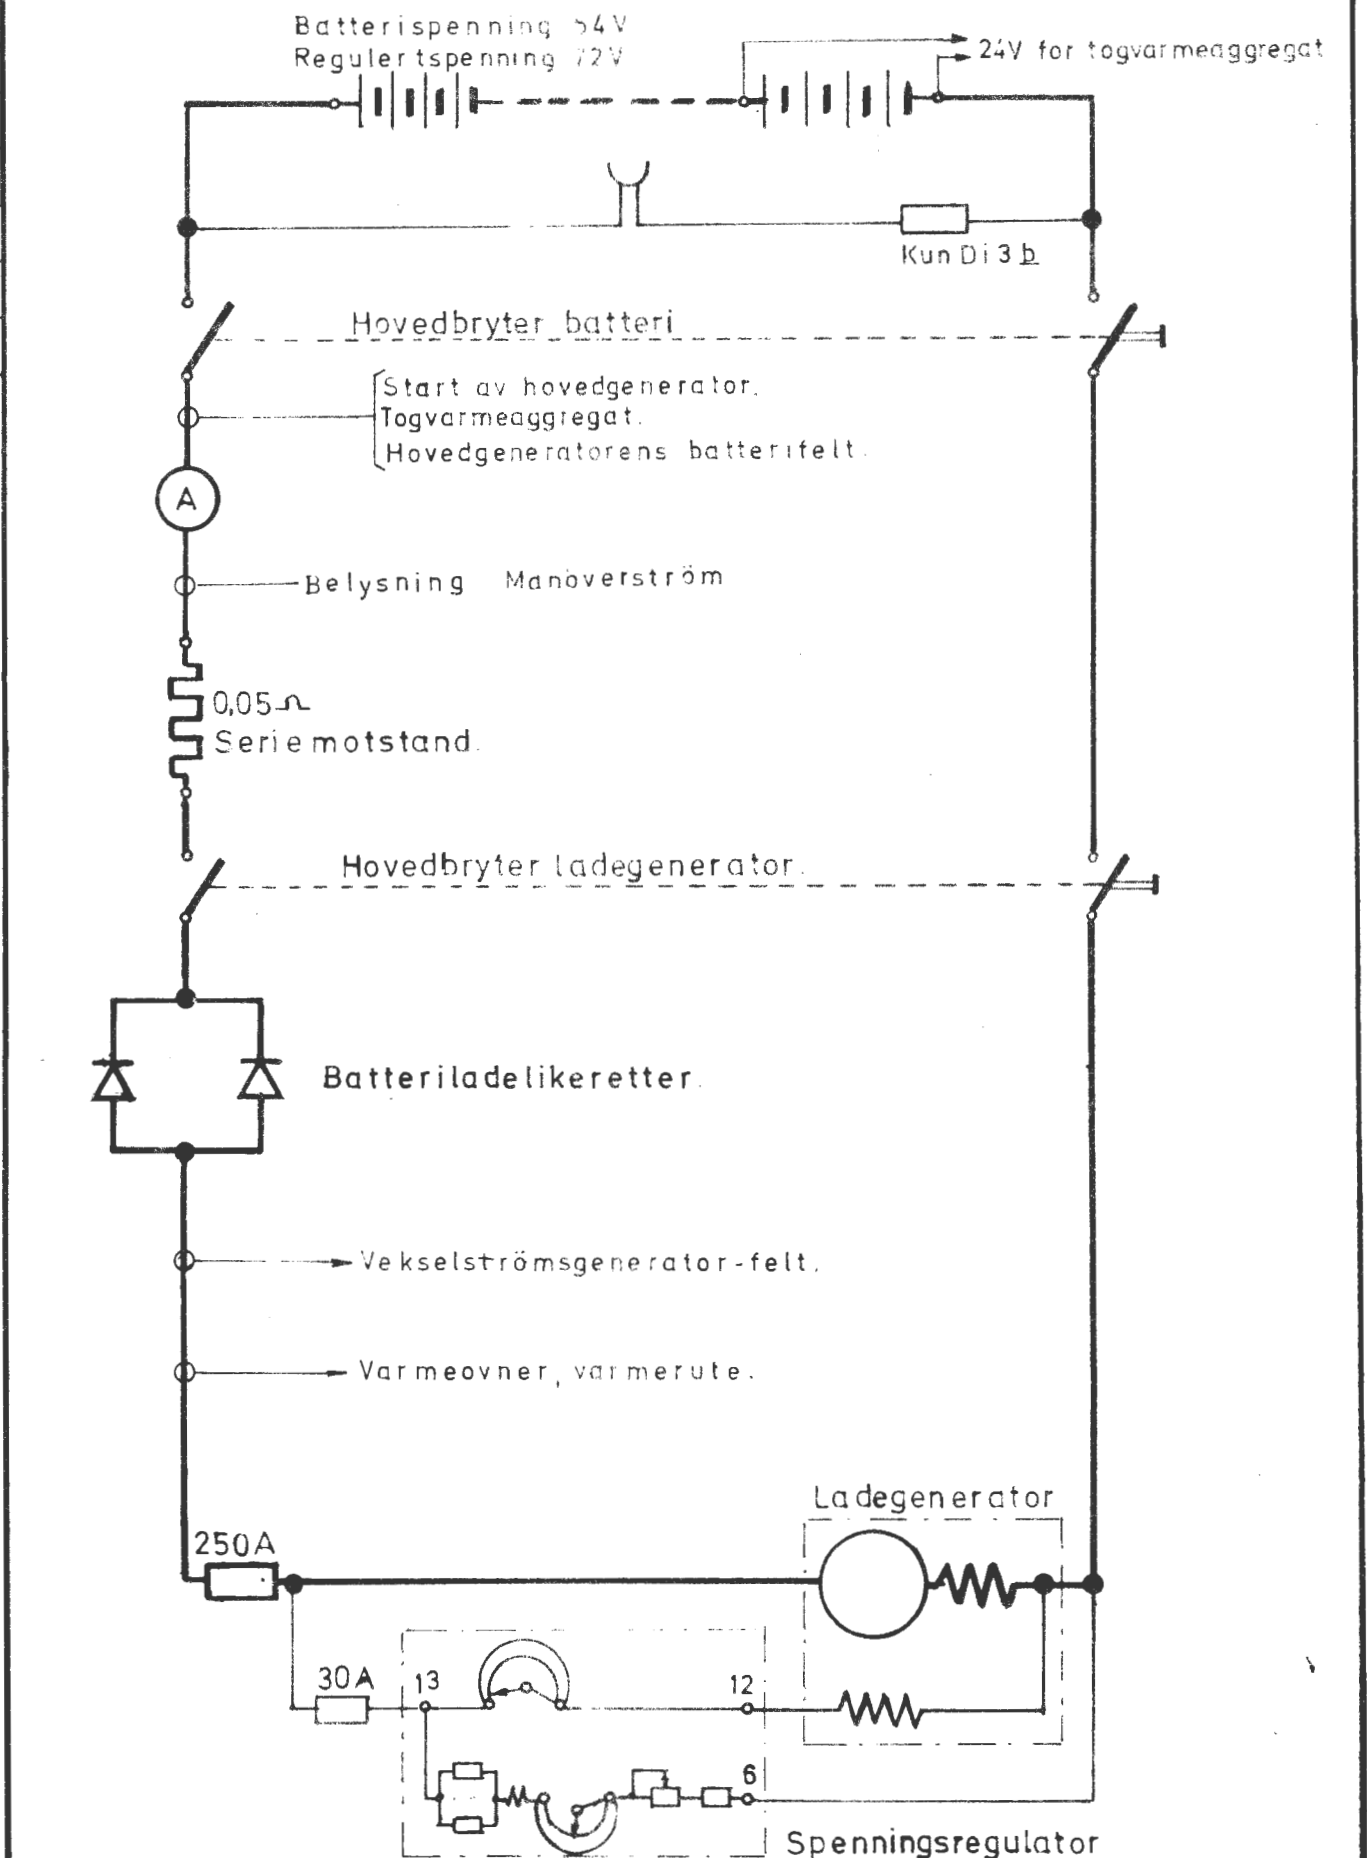 Batterispenning 64V
Regulertspenning 72V
24V for togvarmeaggregat
Kun Di 3 b
Hovedbryter batteri
Start av hovedgenerator.
Togvarmeaggregat.
Hovedgeneratorens batterifelt.
A
Belysning Manöverström
0,05 Ω
Seriemotstand.
Hovedbryter ladegenerator.
Batteriladelikeretter.
Vekselströmsgenerator-felt.
Varmeovner, varmerute.
Ladegenerator
250A
30A
13
12
6
Spenningsregulator